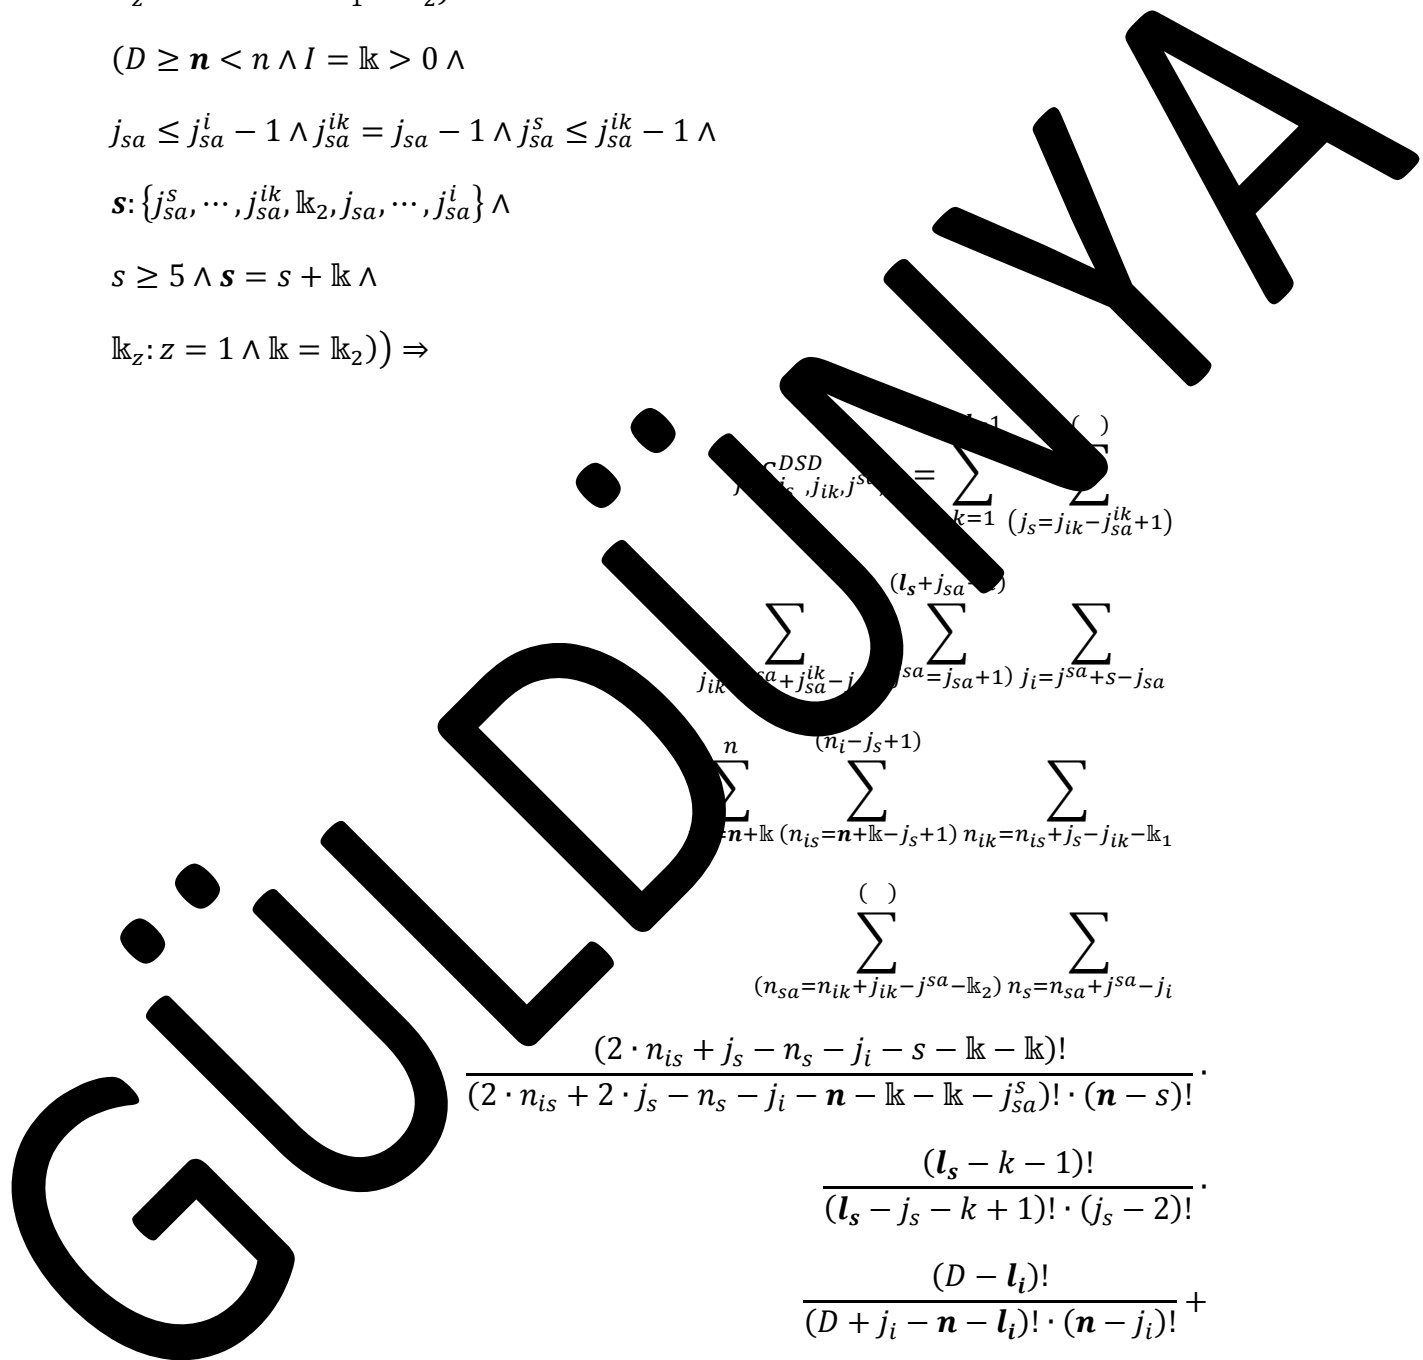 (D ≥ n < n ∧ I = 𝕜 > 0 ∧
j_{sa} ≤ j_{sa}^{i} − 1 ∧ j_{sa}^{ik} = j_{sa} − 1 ∧ j_{sa}^{s} ≤ j_{sa}^{ik} − 1 ∧
s: {j_{sa}^{s}, ⋯ , j_{sa}^{ik}, 𝕜_2, j_{sa}, ⋯ , j_{sa}^{i}} ∧
s ≥ 5 ∧ s = s + 𝕜 ∧
𝕜_z: z = 1 ∧ 𝕜 = 𝕜_2)) ⇒
= ∑_{k=1} ∑_{(j_s=j_{ik}−j_{sa}^{ik}+1)}^{( )}
∑ ∑ ∑_{j_i=j^{sa}+s−j_{sa}}
∑^{n} ∑_{(n_{is}=n+𝕜−j_s+1)}^{(n_i−j_s+1)} ∑_{n_{ik}=n_{is}+j_s−j_{ik}−𝕜_1}
∑_{(n_{sa}=n_{ik}+j_{ik}−j^{sa}−𝕜_2)}^{( )} ∑_{n_s=n_{sa}+j^{sa}−j_i}
(2 · n_{is} + j_s − n_s − j_i − s − 𝕜 − 𝕜)!
(2 · n_{is} + 2 · j_s − n_s − j_i − n − 𝕜 − 𝕜 − j_{sa}^{s})! · (n − s)! ·
(l_s − k − 1)!
(l_s − j_s − k + 1)! · (j_s − 2)! ·
(D − l_i)!
(D + j_i − n − l_i)! · (n − j_i)! +
GÜLDÜNYA